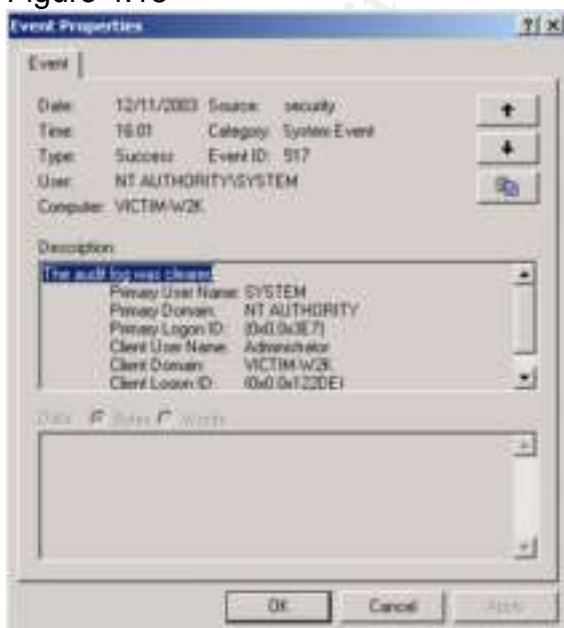 Event Properties
Event
Date: 12/11/2003 Source: security
Time: 16:01 Category: System Event
Type: Success Event ID: 517
User: NT AUTHORITY\SYSTEM
Computer: VICTIM-W2K
Description
The audit log was cleared
Primary User Name: SYSTEM
Primary Domain: NT AUTHORITY
Primary Logon ID: (0x0,0x3E7)
Client User Name: Administrator
Client Domain: VICTIM-W2K
Client Logon ID: (0x0,0x122DE)
Data: Bytes Words
OK Cancel Apply